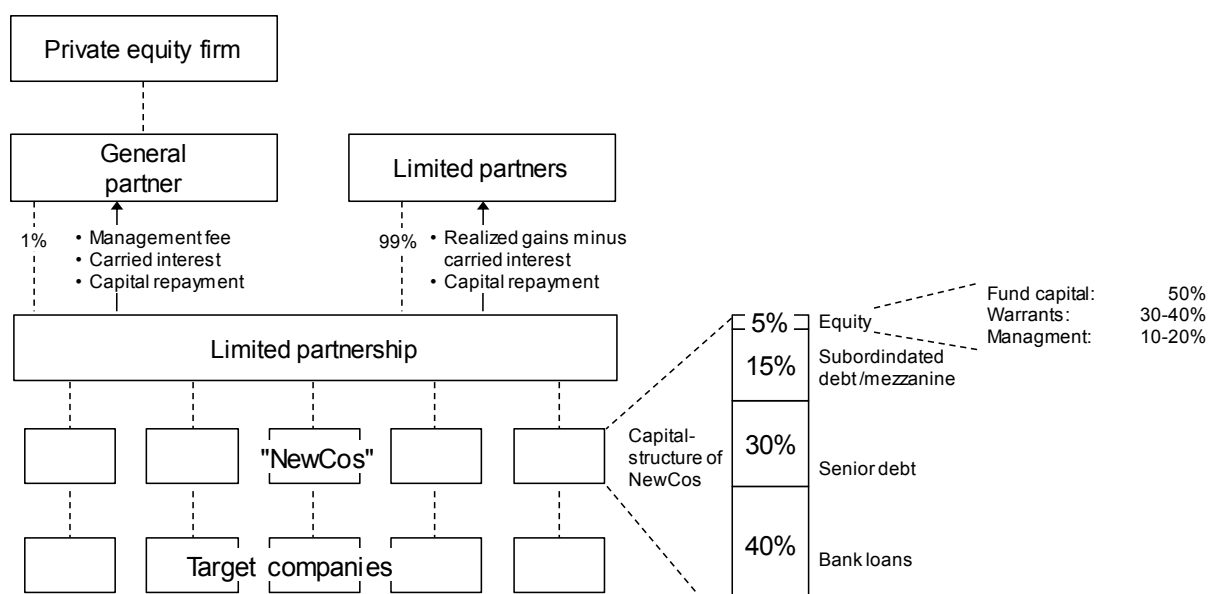 Private equity firm
General
partner
Limited partners
1%
• Management fee
• Carried interest
• Capital repayment
99%
• Realized gains minus
carried interest
• Capital repayment
Limited partnership
"NewCos"
Target companies
Capital-
structure of
NewCos
5%
Equity
15%
Subordindated
debt/mezzanine
30%
Senior debt
40%
Bank loans
Fund capital: 50%
Warrants: 30-40%
Managment: 10-20%